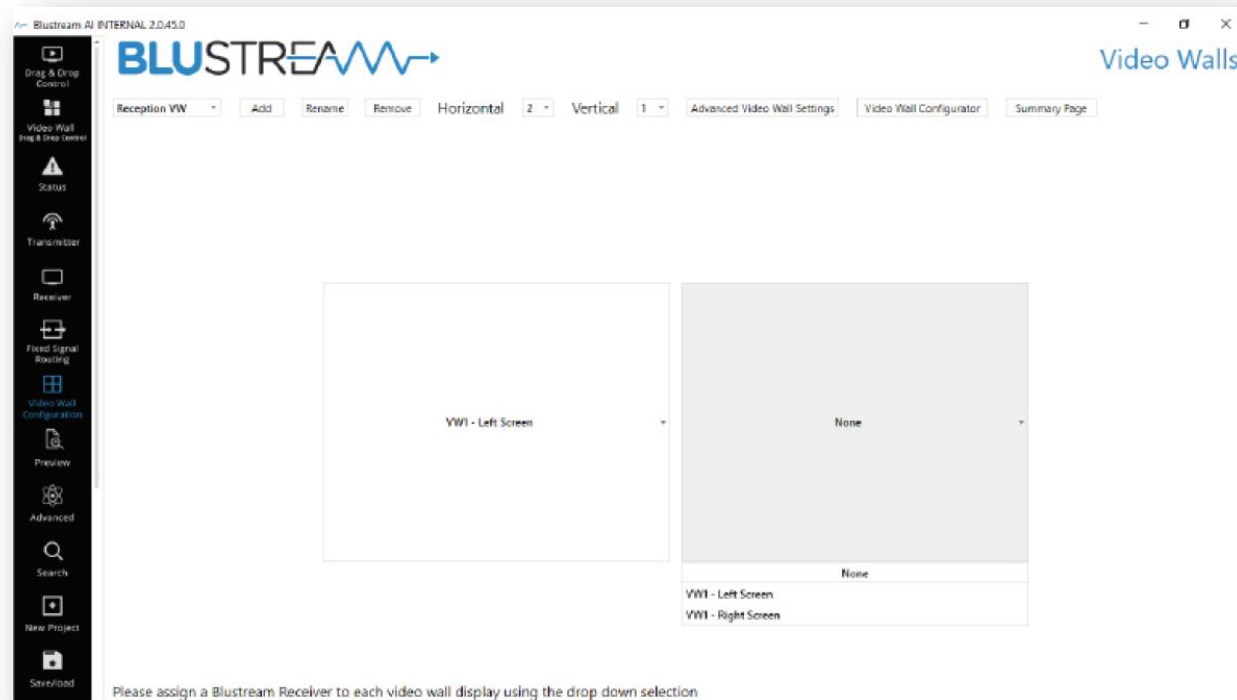 Blustream AI INTERNAL 2.0.45.0
BLUSTREAM
Video Walls
Drag & Drop
Control
Video Wall
Drag & Drop Control
Status
Transmitter
Receiver
Fixed Signal
Routing
Video Wall
Configuration
Preview
Advanced
Search
New Project
Save/load
Reception VW Add Rename Remove Horizontal 2 Vertical 1 Advanced Video Wall Settings Video Wall Configurator Summary Page
VW1 - Left Screen None
None
VW1 - Left Screen
VW1 - Right Screen
Please assign a Blustream Receiver to each video wall display using the drop down selection